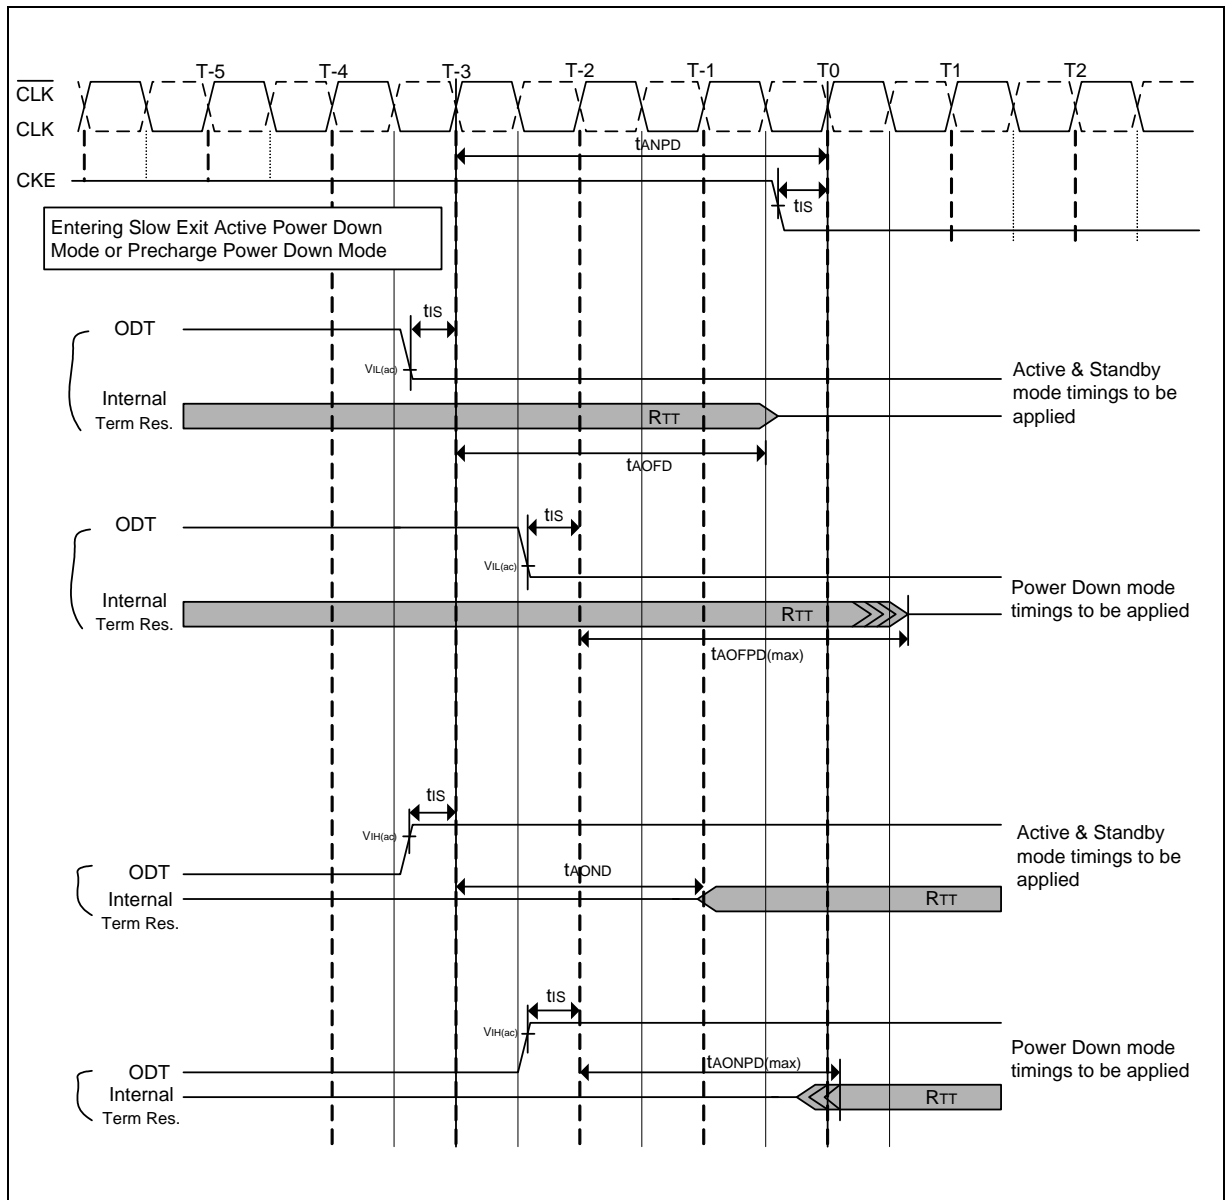 T-5 T-4 T-3 T-2 T-1 T0 T1 T2
CLK
CLK
tANPD
CKE
tIS
Entering Slow Exit Active Power Down
Mode or Precharge Power Down Mode
tIS
ODT
VIL(ac)
Active & Standby
mode timings to be
applied
Internal
Term Res.
RTT
tAOFD
tIS
ODT
VIL(ac)
Power Down mode
timings to be applied
Internal
Term Res.
RTT
tAOFPD(max)
tIS
VIH(ac)
Active & Standby
mode timings to be
applied
ODT
tAOND
Internal
Term Res.
RTT
tIS
VIH(ac)
Power Down mode
timings to be applied
ODT
tAONPD(max)
Internal
Term Res.
RTT